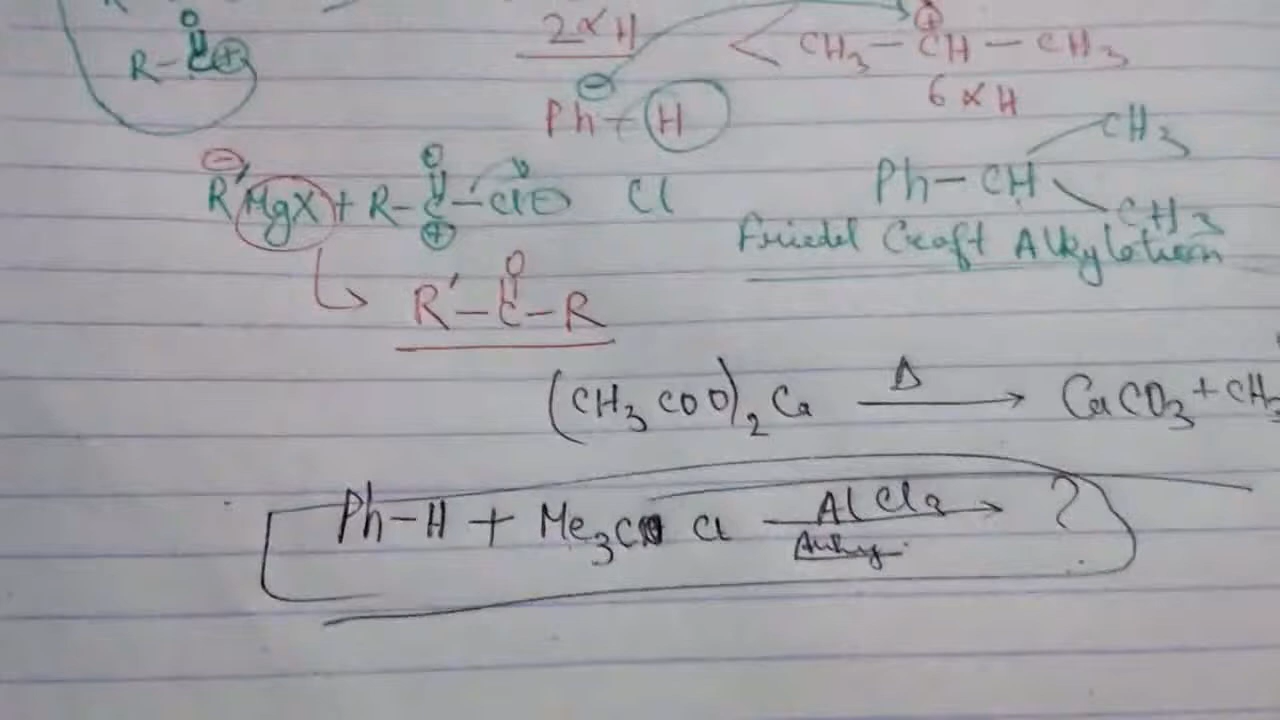 O
R-C⊕
2αH
< CH3 - CH - CH3
⊕
6αH
⊖
Ph + H
⊖
R'MgX + R-C-Cl⊖ Cl
O
⊕
CH3
Ph-CH
CH3
Friedel Craft Alkylation
O
R'-C-R
(CH3COO)2Ca Δ→ CaCO3 + CH3
Ph-H + Me3C Cl AlCl3→ ?
Anhy.